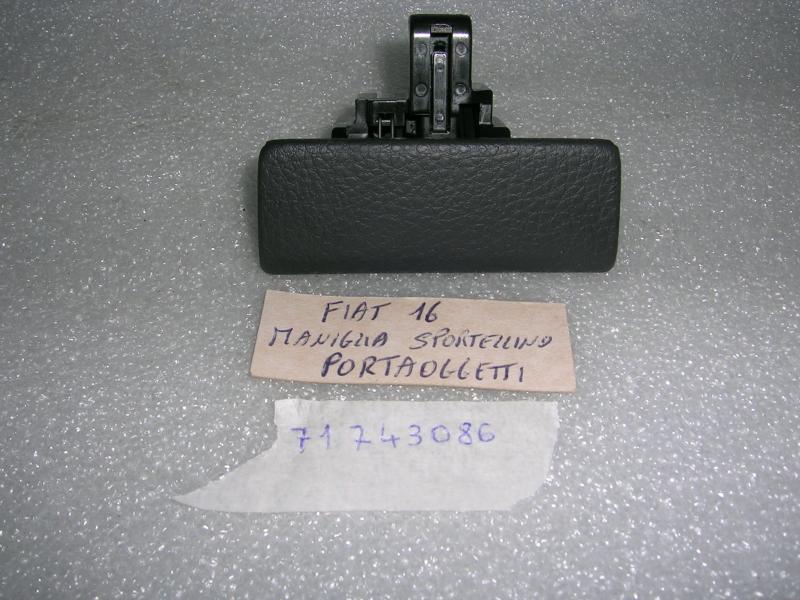 FIAT 16
MANIGLIA SPORTELLINO
PORTAOGGETTI
71743086